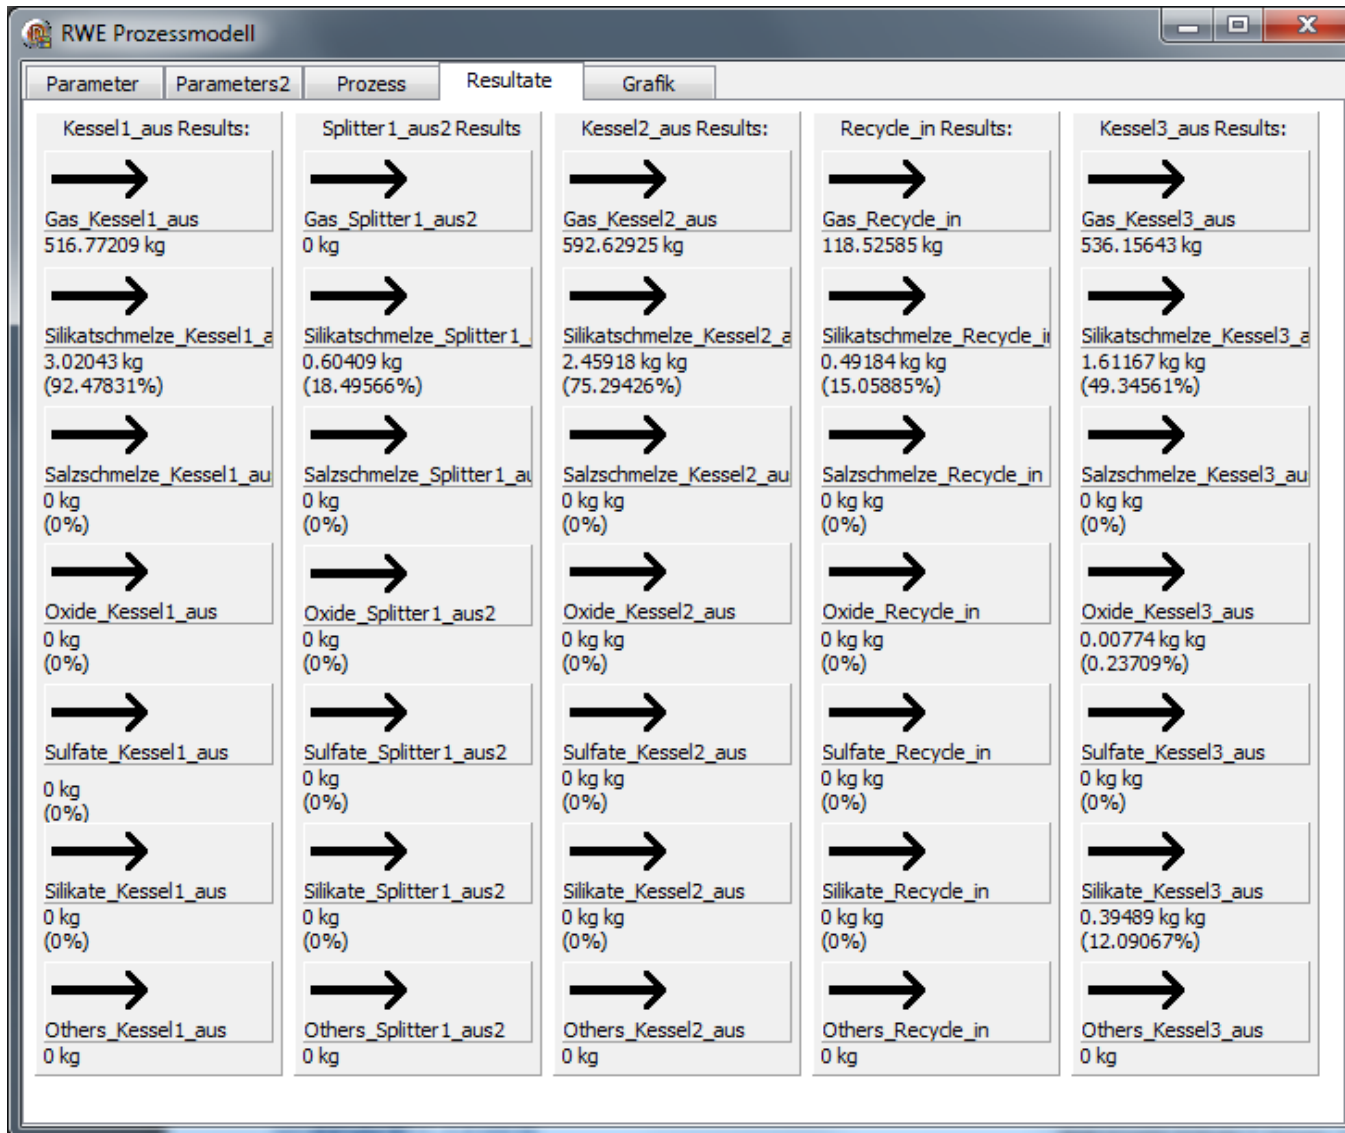 RWE Prozessmodell
Parameter
Parameters2
Prozess
Resultate
Grafik
Kessel1_aus Results:
Gas_Kessel1_aus
516.77209 kg
Silikatschmelze_Kessel1_a
3.02043 kg
(92.47831%)
Salzschmelze_Kessel1_au
0 kg
(0%)
Oxide_Kessel1_aus
0 kg
(0%)
Sulfate_Kessel1_aus
0 kg
(0%)
Silikate_Kessel1_aus
0 kg
(0%)
Others_Kessel1_aus
0 kg
Splitter1_aus2 Results
Gas_Splitter1_aus2
0 kg
Silikatschmelze_Splitter1_
0.60409 kg
(18.49566%)
Salzschmelze_Splitter1_au
0 kg
(0%)
Oxide_Splitter1_aus2
0 kg
(0%)
Sulfate_Splitter1_aus2
0 kg
(0%)
Silikate_Splitter1_aus2
0 kg
(0%)
Others_Splitter1_aus2
0 kg
Kessel2_aus Results:
Gas_Kessel2_aus
592.62925 kg
Silikatschmelze_Kessel2_a
2.45918 kg kg
(75.29426%)
Salzschmelze_Kessel2_au
0 kg kg
(0%)
Oxide_Kessel2_aus
0 kg kg
(0%)
Sulfate_Kessel2_aus
0 kg kg
(0%)
Silikate_Kessel2_aus
0 kg kg
(0%)
Others_Kessel2_aus
0 kg
Recycle_in Results:
Gas_Recycle_in
118.52585 kg
Silikatschmelze_Recycle_i
0.49184 kg kg
(15.05885%)
Salzschmelze_Recycle_in
0 kg kg
(0%)
Oxide_Recycle_in
0 kg kg
(0%)
Sulfate_Recycle_in
0 kg kg
(0%)
Silikate_Recycle_in
0 kg kg
(0%)
Others_Recycle_in
0 kg
Kessel3_aus Results:
Gas_Kessel3_aus
536.15643 kg
Silikatschmelze_Kessel3_a
1.61167 kg kg
(49.34561%)
Salzschmelze_Kessel3_au
0 kg kg
(0%)
Oxide_Kessel3_aus
0.00774 kg kg
(0.23709%)
Sulfate_Kessel3_aus
0 kg kg
(0%)
Silikate_Kessel3_aus
0.39489 kg kg
(12.09067%)
Others_Kessel3_aus
0 kg